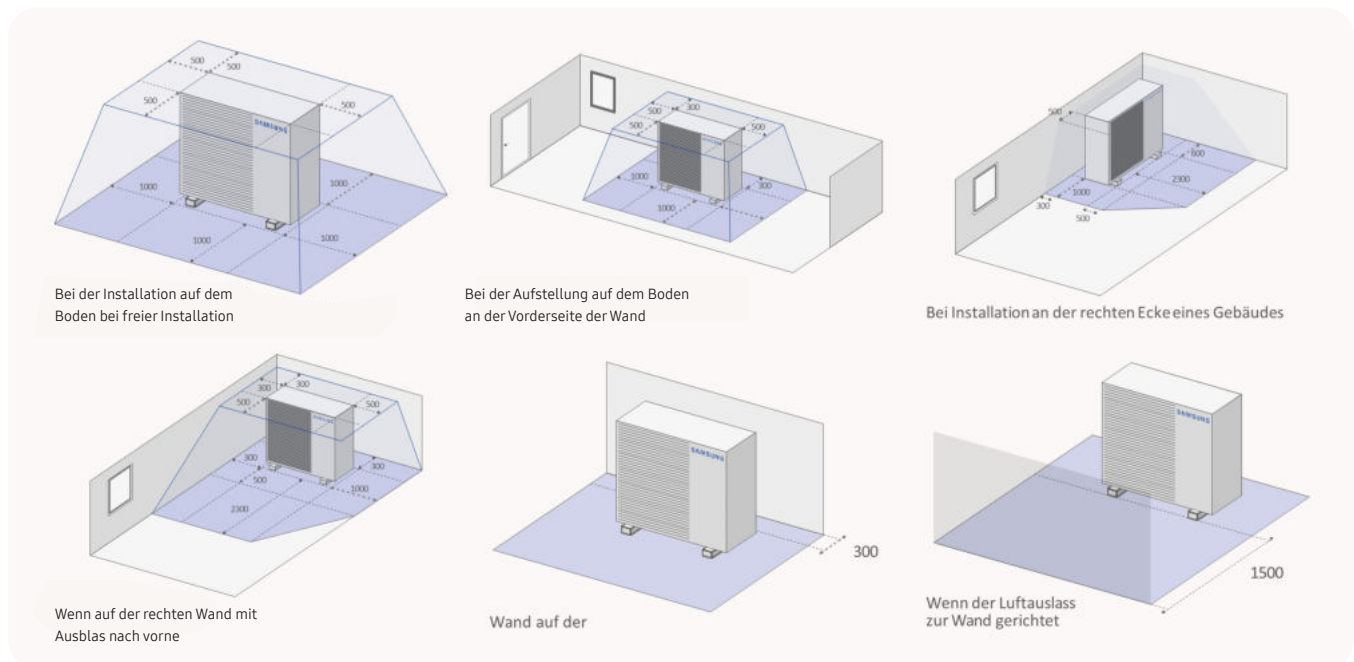 500
500
500
500
SAMSUNG
1000
1000
1000
1000
Bei der Installation auf dem
Boden bei freier Installation
500
300
500
500
1000
300
1000
Bei der Aufstellung auf dem Boden
an der Vorderseite der Wand
500
600
2300
1000
300
500
Bei Installation an der rechten Ecke eines Gebäudes
300
300
500
500
300
300
500
1000
2300
Wenn auf der rechten Wand mit
Ausblas nach vorne
SAMSUNG
300
Wand auf der
SAMSUNG
1500
Wenn der Luftauslass
zur Wand gerichtet